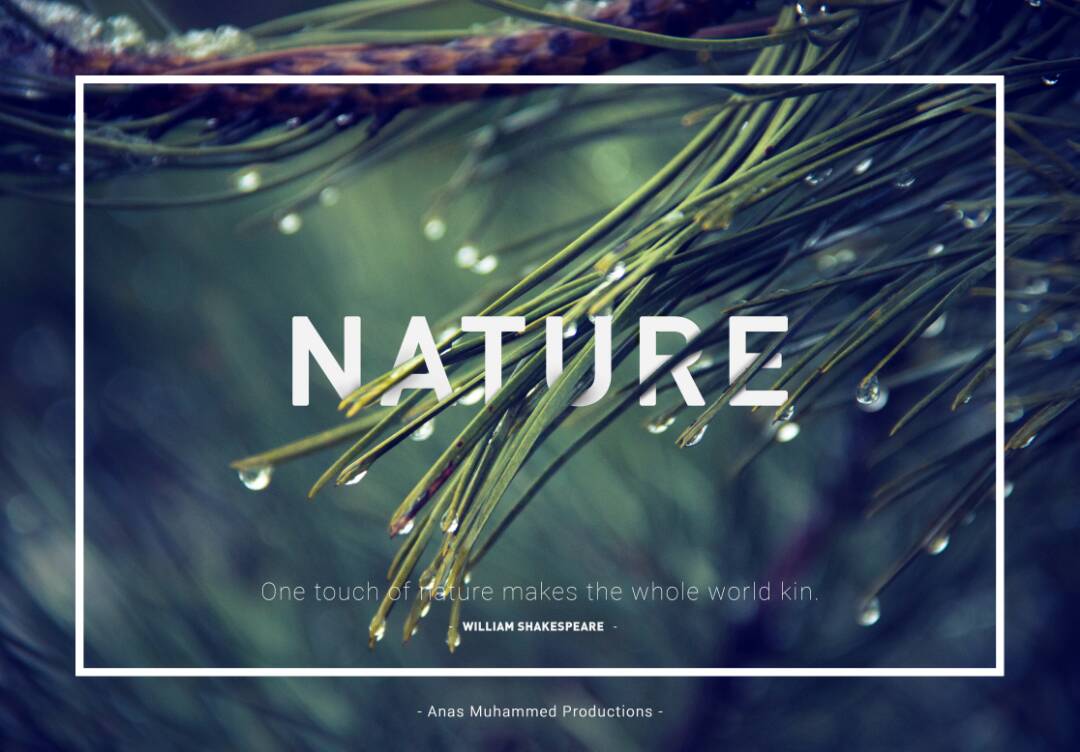 NATURE
One touch of nature makes the whole world kin.
- WILLIAM SHAKESPEARE -
- Anas Muhammed Productions -